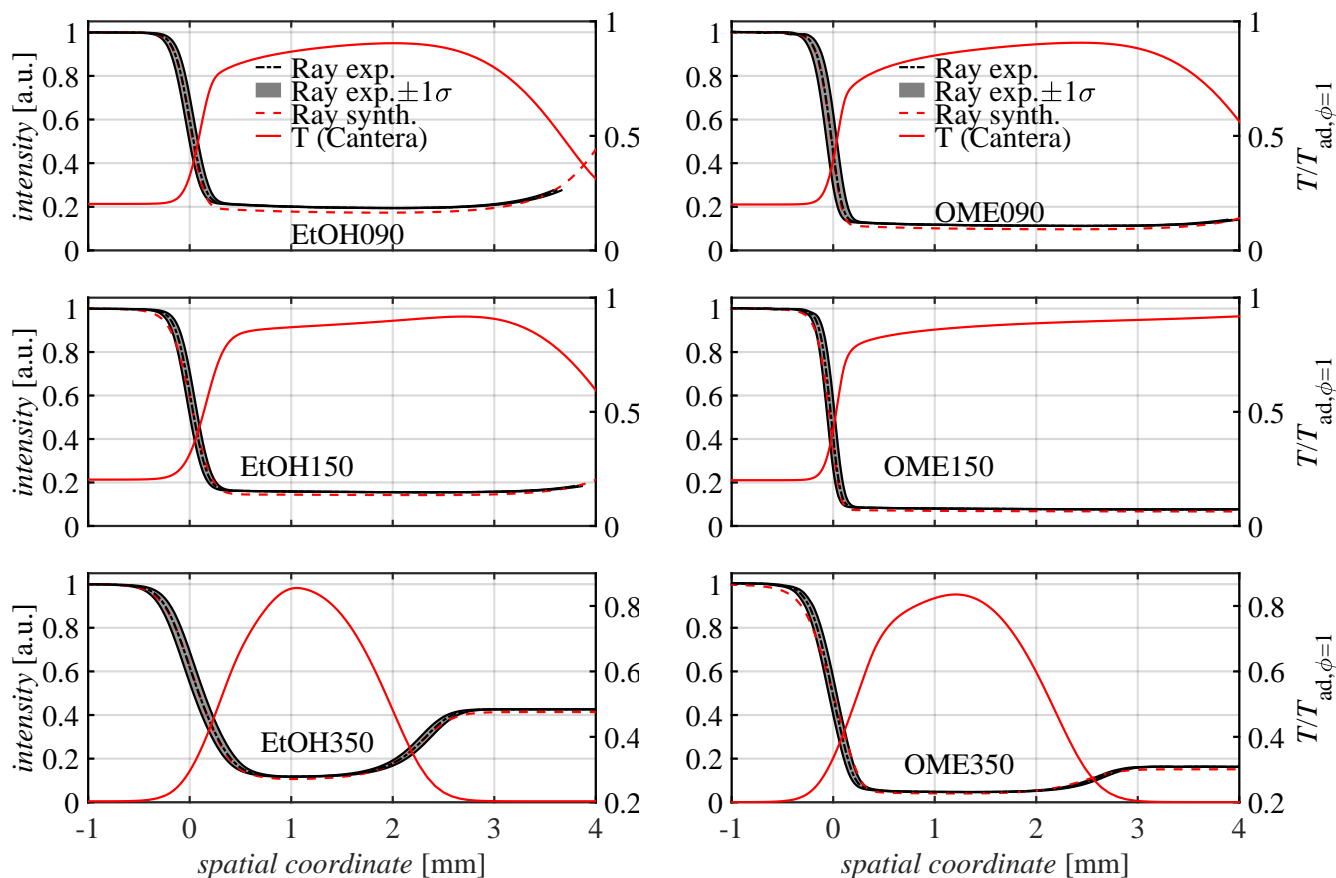 1
0.8
0.6
0.4
0.2
0
intensity [a.u.]
1
0.5
0
Ray exp.
Ray exp.±1σ
Ray synth.
T (Cantera)
EtOH090
1
0.8
0.6
0.4
0.2
0
intensity [a.u.]
1
0.5
0
T/T_ad,ϕ=1
Ray exp.
Ray exp.±1σ
Ray synth.
T (Cantera)
OME090
1
0.8
0.6
0.4
0.2
0
intensity [a.u.]
1
0.5
0
EtOH150
1
0.8
0.6
0.4
0.2
0
intensity [a.u.]
1
0.5
0
T/T_ad,ϕ=1
OME150
1
0.8
0.6
0.4
0.2
0
intensity [a.u.]
0.8
0.6
0.4
0.2
EtOH350
-1 0 1 2 3 4
spatial coordinate [mm]
1
0.8
0.6
0.4
0.2
0
intensity [a.u.]
0.8
0.6
0.4
0.2
T/T_ad,ϕ=1
OME350
-1 0 1 2 3 4
spatial coordinate [mm]